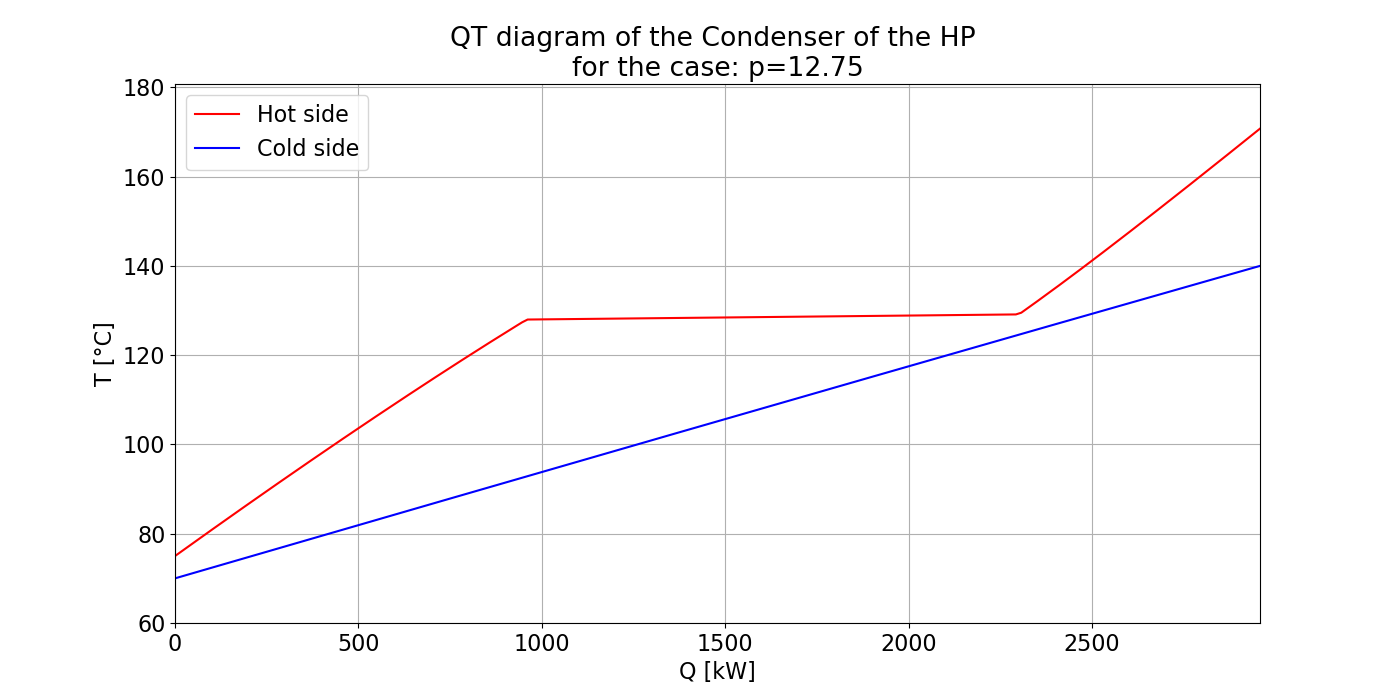 QT diagram of the Condenser of the HP
for the case: p=12.75
Hot side
Cold side
T [°C]
180
160
140
120
100
80
60
0 500 1000 1500 2000 2500
Q [kW]